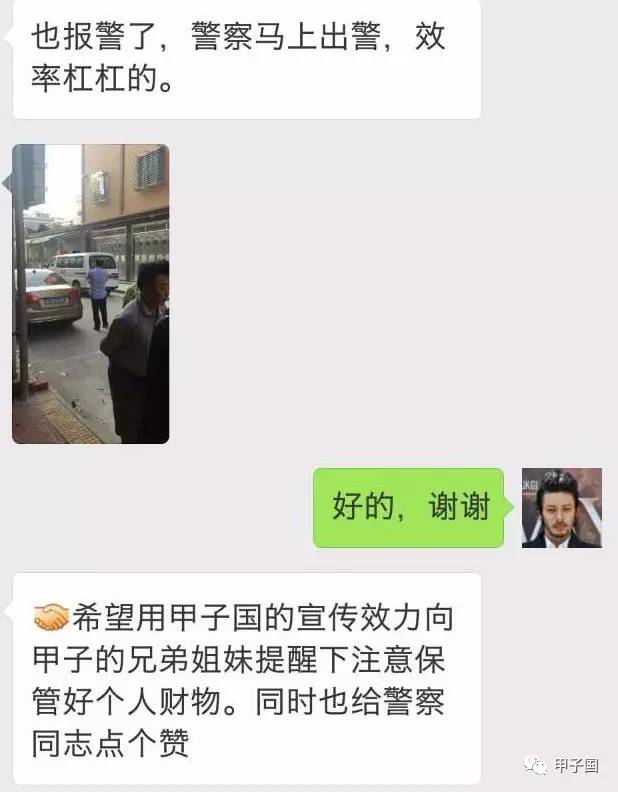 也报警了，警察马上出警，效
率杠杠的。
好的，谢谢
希望用甲子国的宣传效力向
甲子的兄弟姐妹提醒下注意保
管好个人财物。同时也给警察
同志点个赞
甲子国